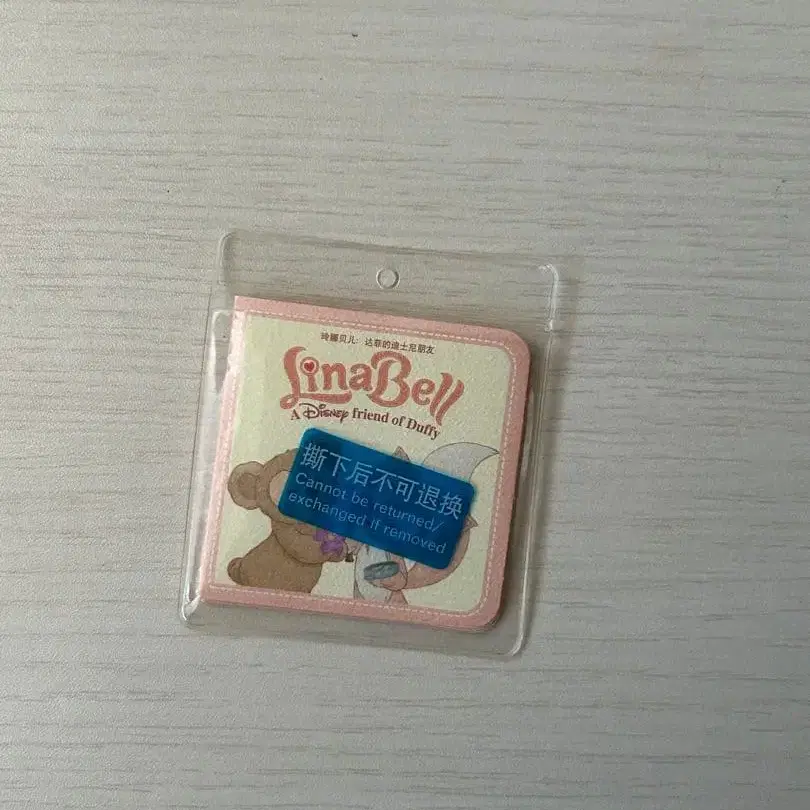 玲娜贝儿：达菲的迪士尼朋友
LinaBell
A Disney friend of Duffy
撕下后不可退换
Cannot be returned/
exchanged if removed